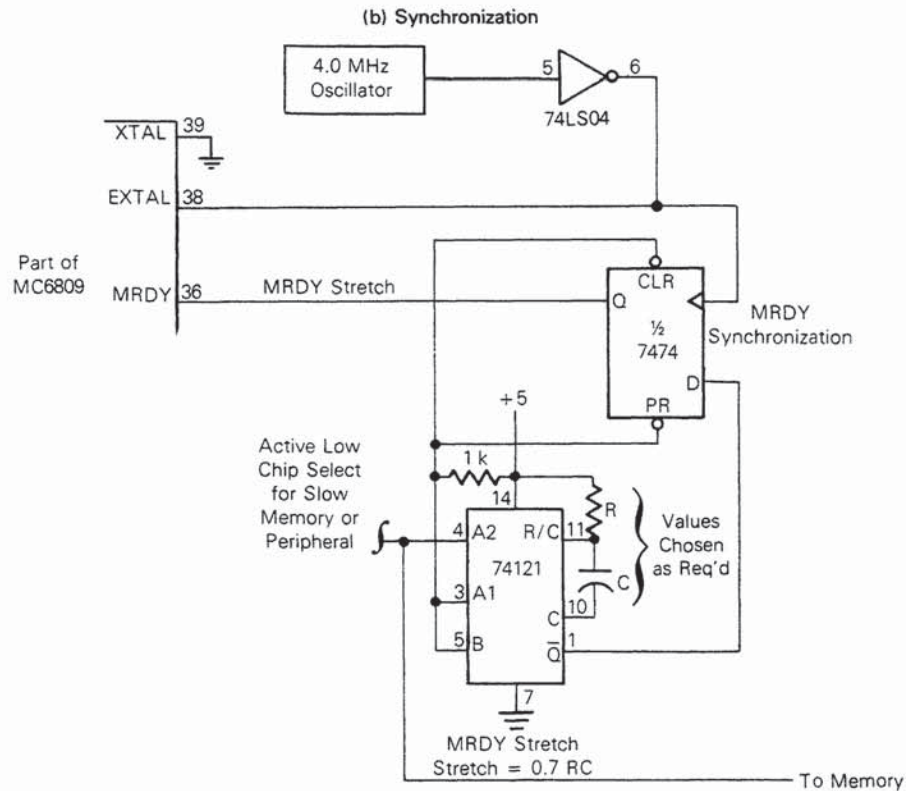 (b) Synchronization
4.0 MHz
Oscillator
5
6
74LS04
XTAL
39
EXTAL
38
Part of
MC6809
MRDY
36
MRDY Stretch
CLR
Q
½
7474
D
PR
MRDY
Synchronization
+5
1 k
14
Active Low
Chip Select
for Slow
Memory or
Peripheral
4
A2
R/C
11
R
74121
3
A1
C
Values
Chosen
as Req'd
10
C
5
B
Q̅
1
7
MRDY Stretch
Stretch = 0.7 RC
To Memory